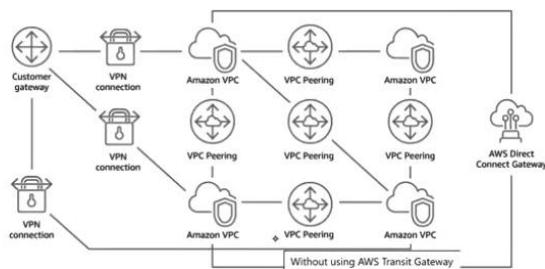 Customer
gateway
VPN
connection
Amazon VPC
VPC Peering
Amazon VPC
VPN
connection
VPC Peering
VPC Peering
VPC Peering
AWS Direct
Connect Gateway
VPN
connection
Amazon VPC
VPC Peering
Amazon VPC
Without using AWS Transit Gateway